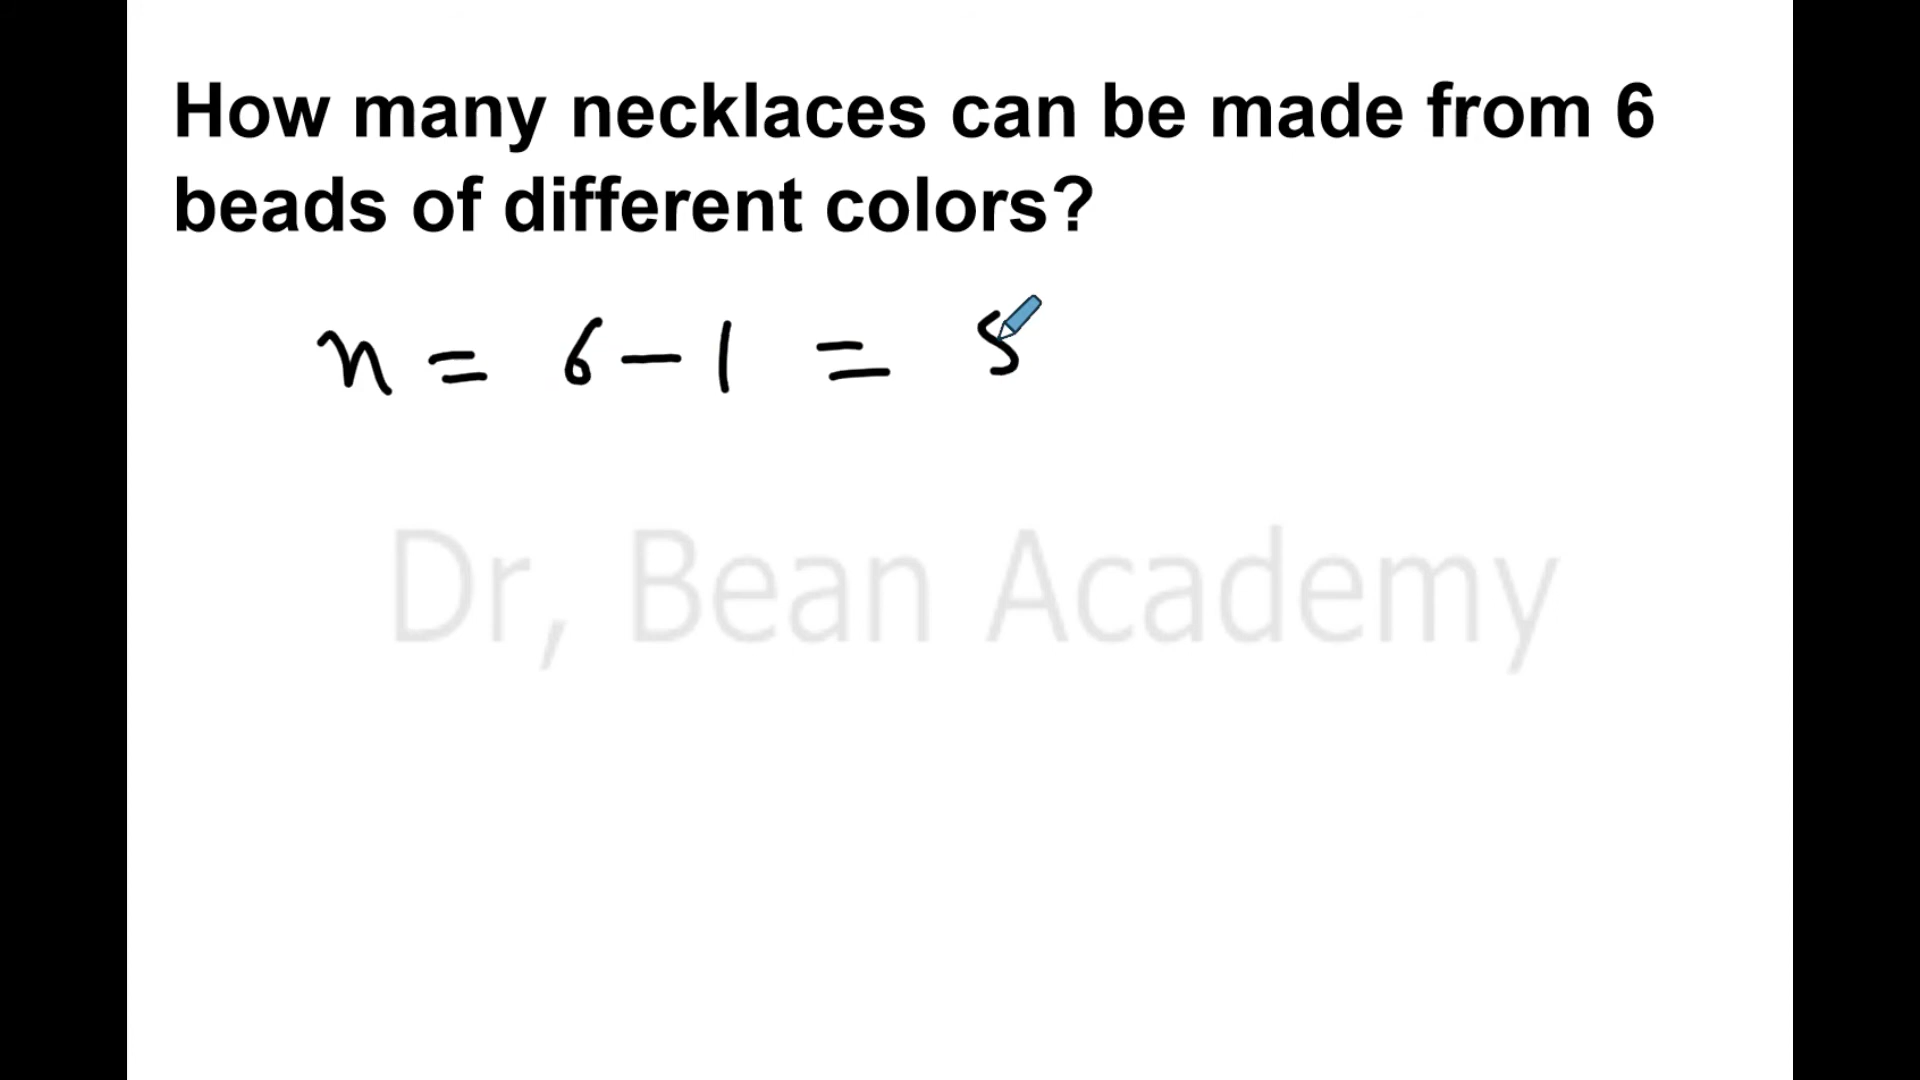 How many necklaces can be made from 6
beads of different colors?
n = 6 - 1 = 5
Dr, Bean Academy